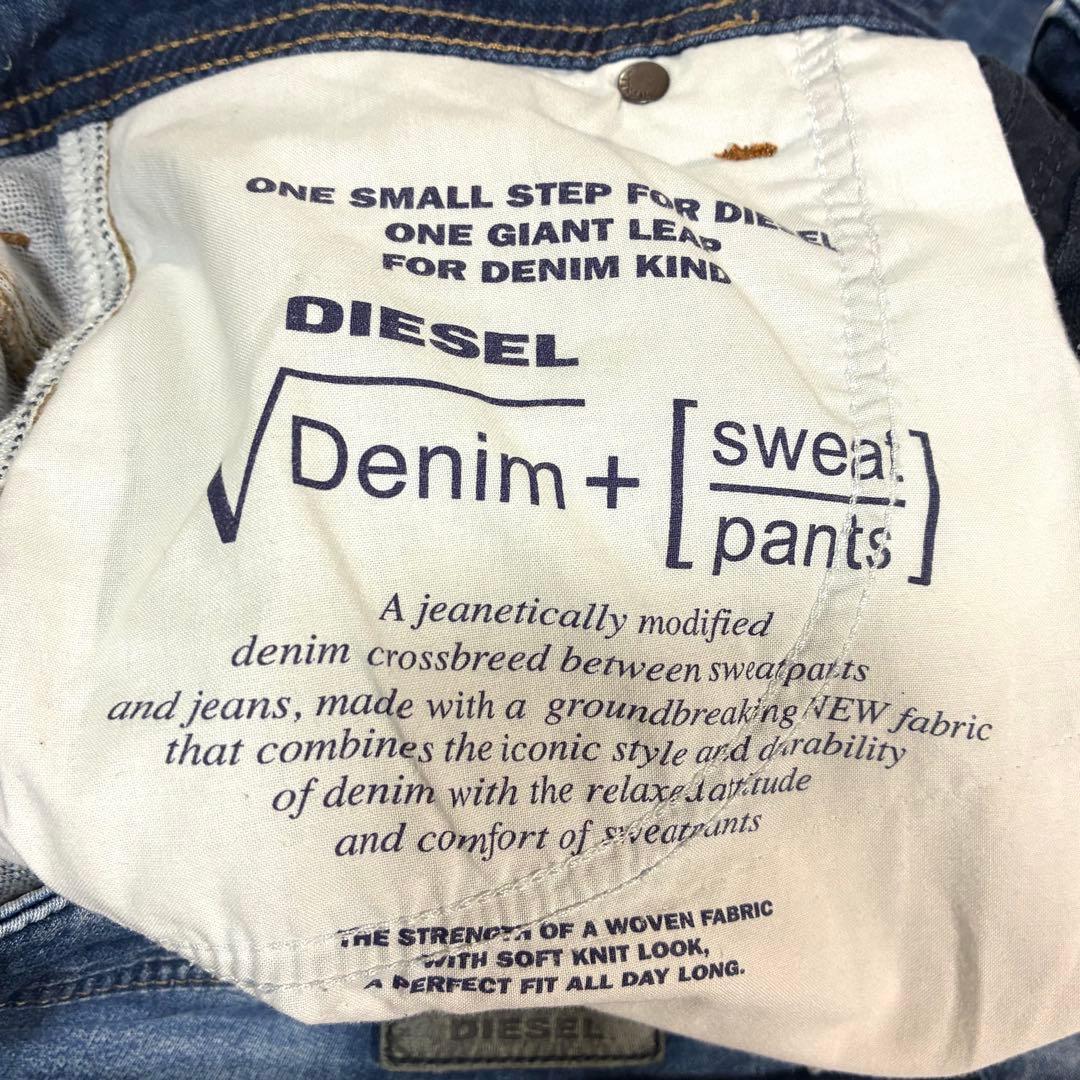 ONE SMALL STEP FOR DIESEL
ONE GIANT LEAP
FOR DENIM KIND
DIESEL
√Denim + [sweat
pants]
A jeanetically modified
denim crossbreed between sweatpants
and jeans, made with a groundbreaking NEW fabric
that combines the iconic style and durability
of denim with the relaxed attitude
and comfort of sweatpants
THE STRENGTH OF A WOVEN FABRIC
WITH SOFT KNIT LOOK,
A PERFECT FIT ALL DAY LONG.
DIESEL